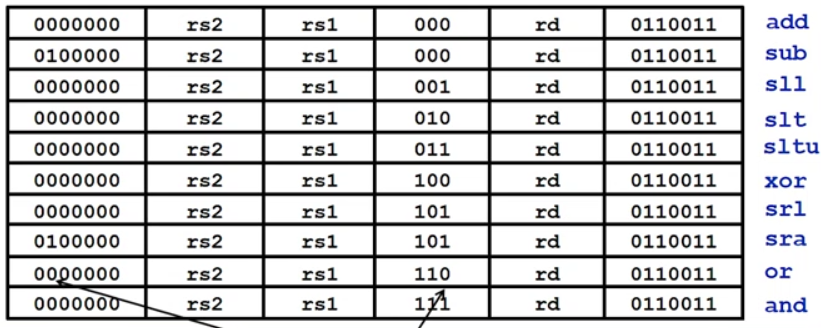 0000000 rs2 rs1 000 rd 0110011 add
0100000 rs2 rs1 000 rd 0110011 sub
0000000 rs2 rs1 001 rd 0110011 sll
0000000 rs2 rs1 010 rd 0110011 slt
0000000 rs2 rs1 011 rd 0110011 sltu
0000000 rs2 rs1 100 rd 0110011 xor
0000000 rs2 rs1 101 rd 0110011 srl
0100000 rs2 rs1 101 rd 0110011 sra
0000000 rs2 rs1 110 rd 0110011 or
0000000 rs2 rs1 111 rd 0110011 and